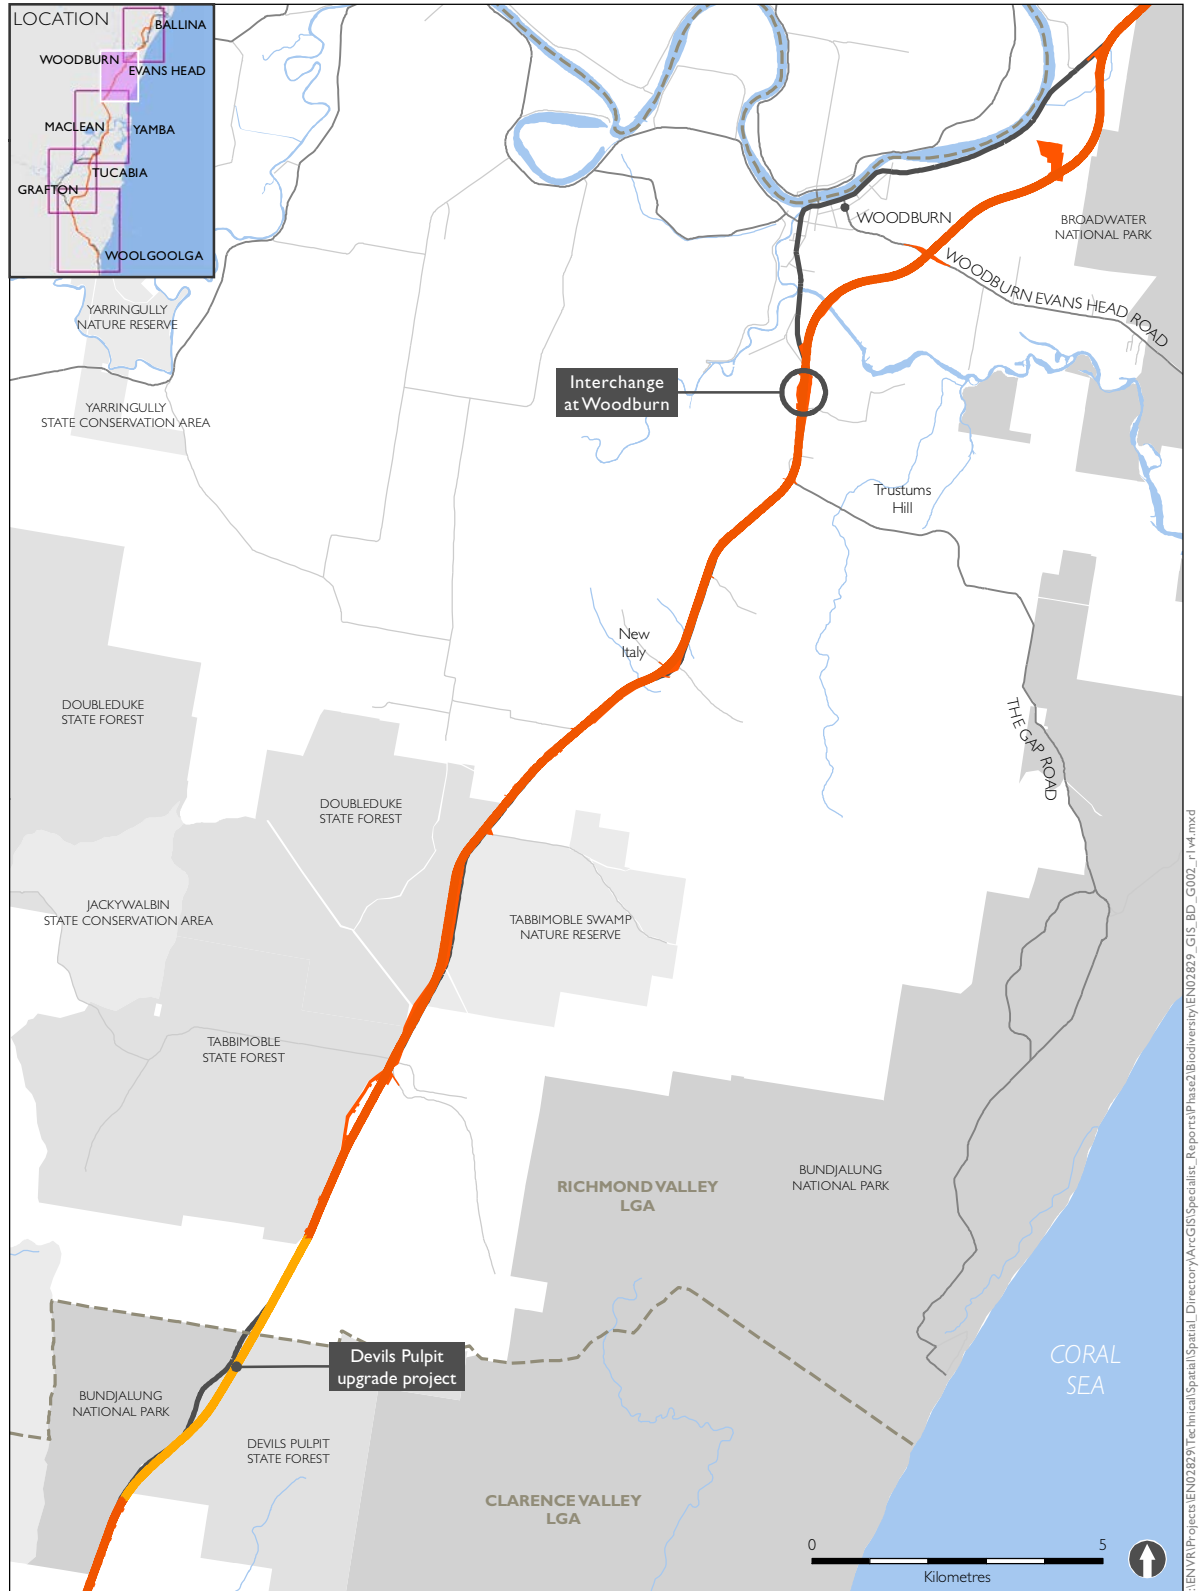 LOCATION
BALLINA
WOODBURN
EVANS HEAD
MACLEAN
YAMBA
TUCABIA
GRAFTON
WOOLGOOLGA
YARRINGULLY
NATURE RESERVE
YARRINGULLY
STATE CONSERVATION AREA
WOODBURN
BROADWATER
NATIONAL PARK
WOODBURN EVANS HEAD ROAD
Interchange
at Woodburn
Trustums
Hill
New
Italy
THE GAP ROAD
DOUBLEDUKE
STATE FOREST
DOUBLEDUKE
STATE FOREST
JACKYWALBIN
STATE CONSERVATION AREA
TABBIMOBLE SWAMP
NATURE RESERVE
TABBIMOBLE
STATE FOREST
RICHMOND VALLEY
LGA
BUNDJALUNG
NATIONAL PARK
Devils Pulpit
upgrade project
CORAL
SEA
BUNDJALUNG
NATIONAL PARK
DEVILS PULPIT
STATE FOREST
CLARENCE VALLEY
LGA
0 5
Kilometres
:\ENVR\Projects\EN02829\Technical\Spatial\Spatial_Directory\ArcGIS\Specialist_Reports\Phase2\Biodiversity\EN02829_GIS_BD_G002_r1v4.mxd